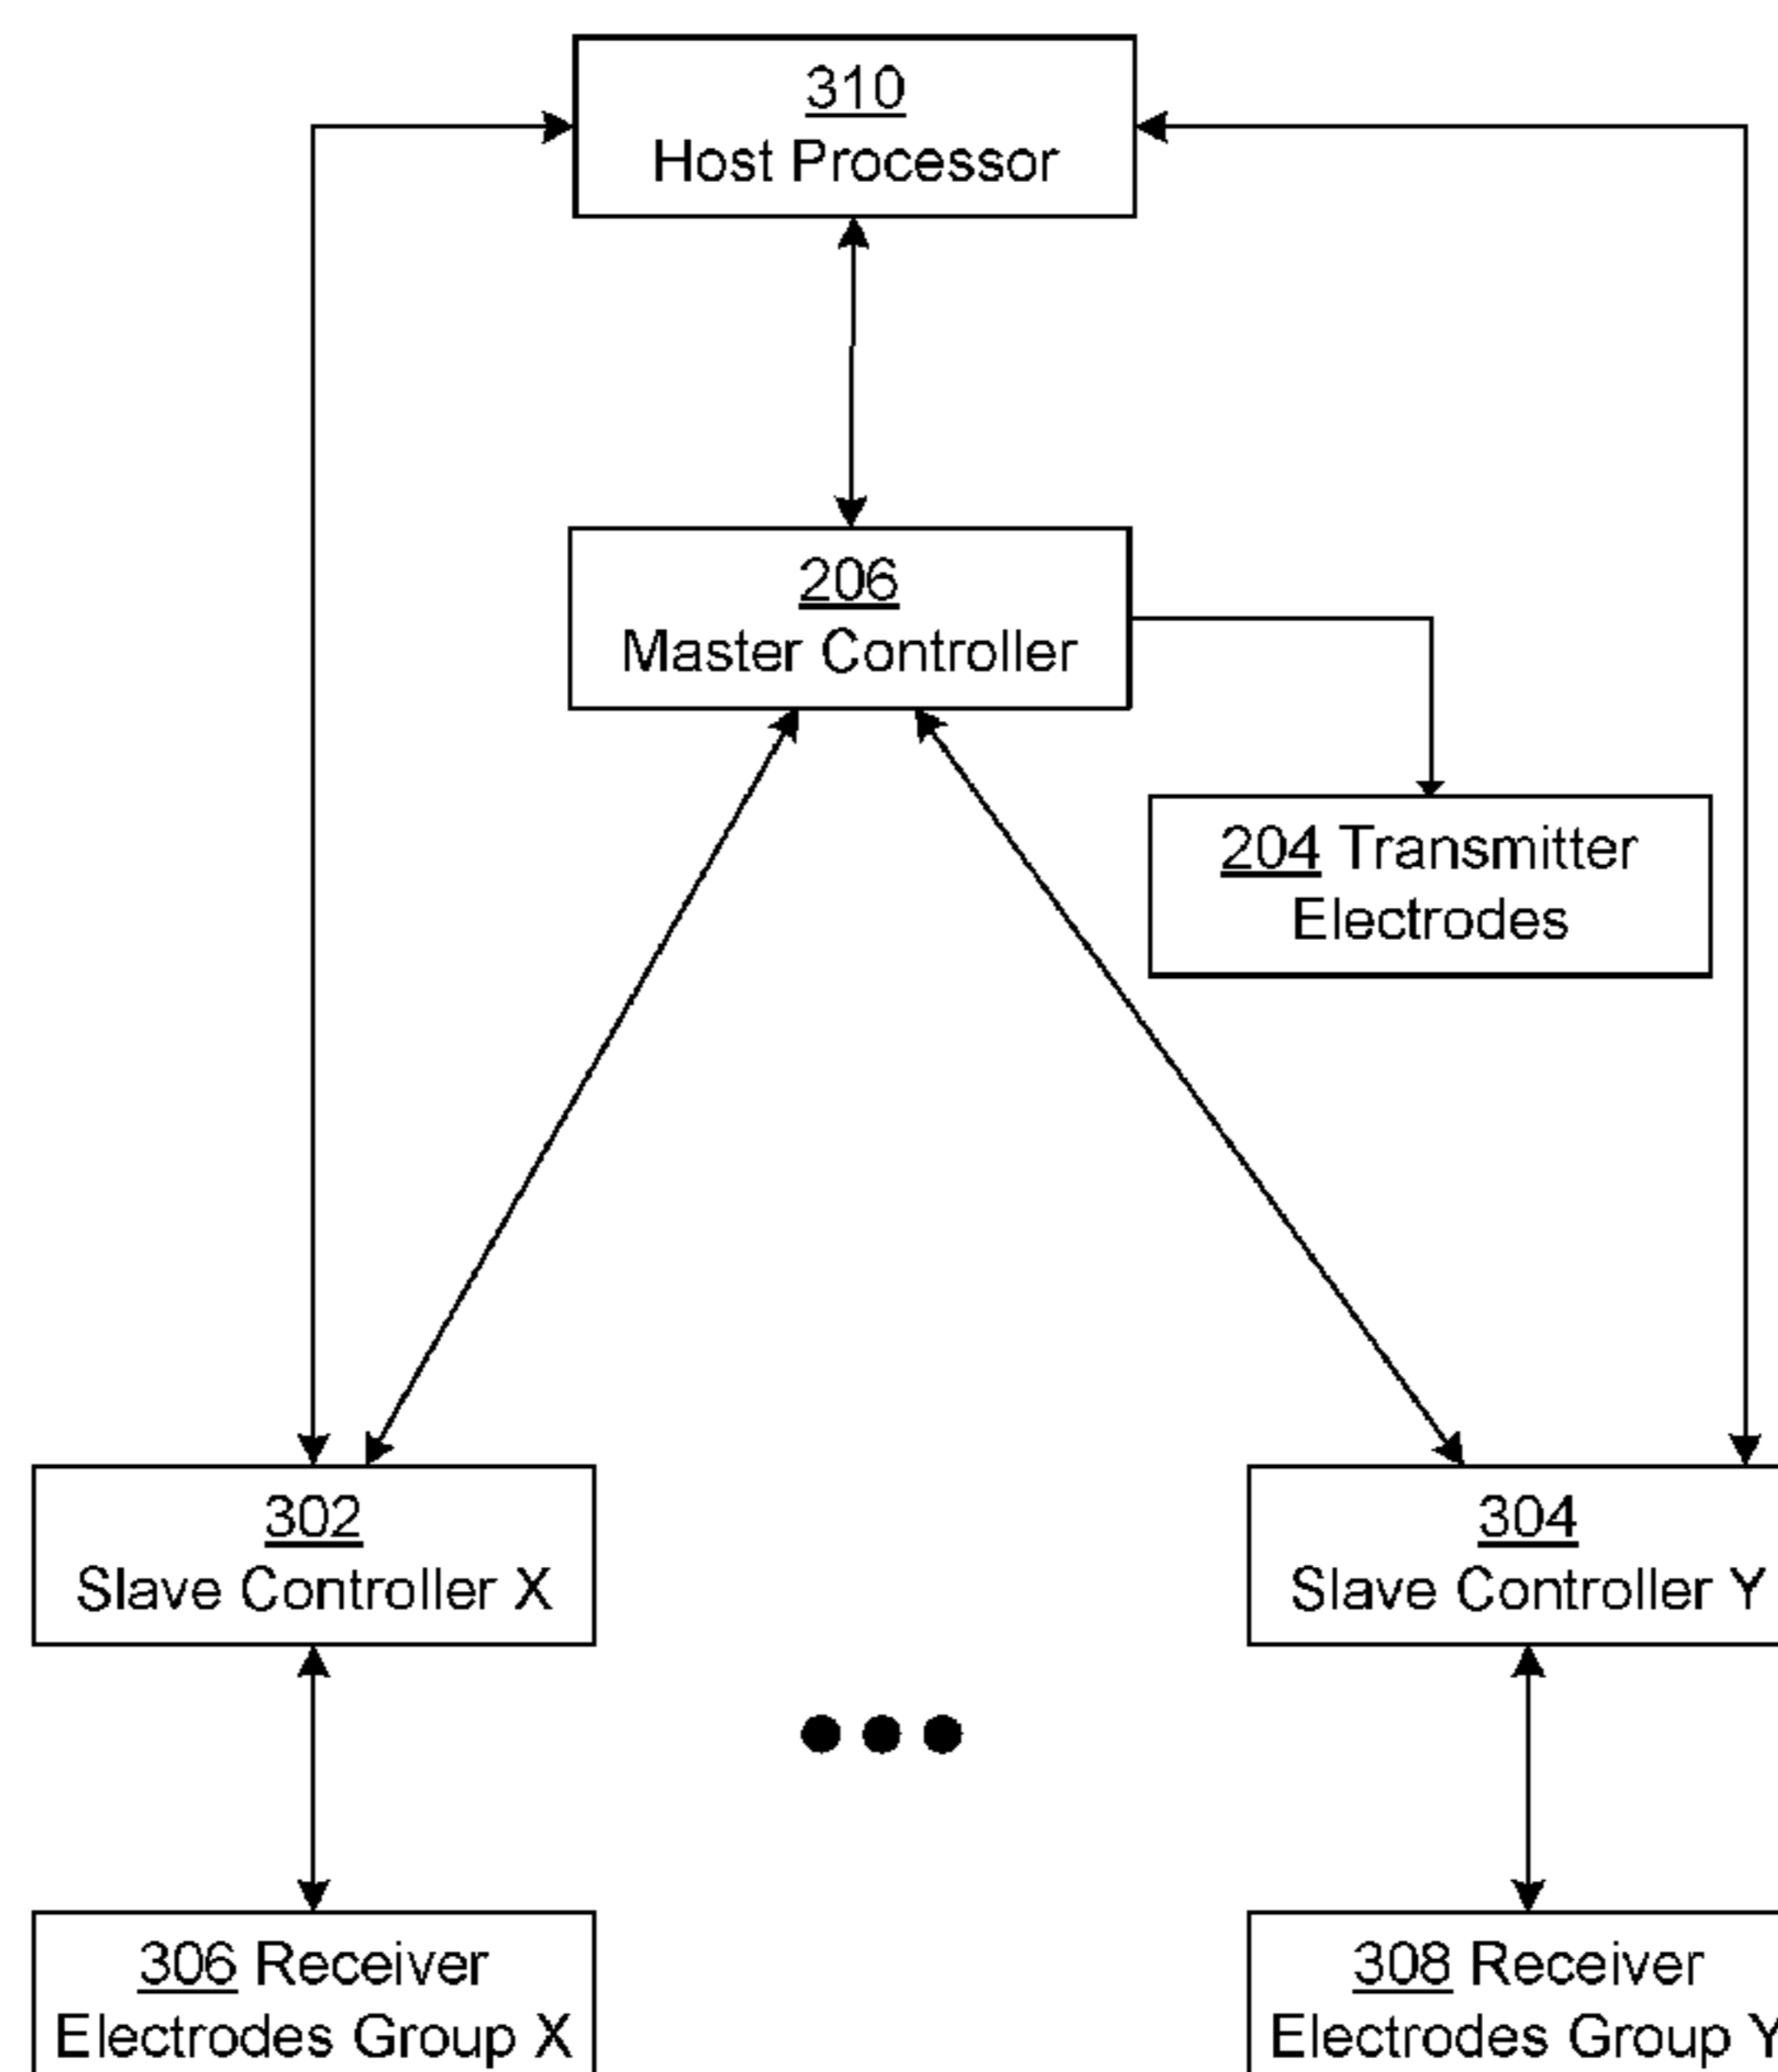 310
Host Processor
206
Master Controller
204 Transmitter
Electrodes
302
Slave Controller X
304
Slave Controller Y
306 Receiver
Electrodes Group X
308 Receiver
Electrodes Group Y